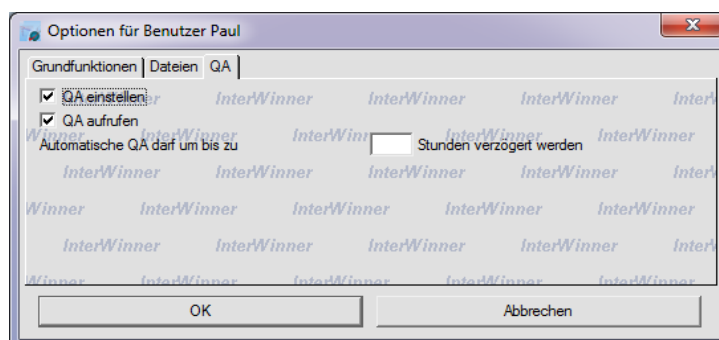 Optionen für Benutzer Paul
Grundfunktionen Dateien QA
QA einstellen
QA aufrufen
Automatische QA darf um bis zu Stunden verzögert werden
InterWinner
OK Abbrechen